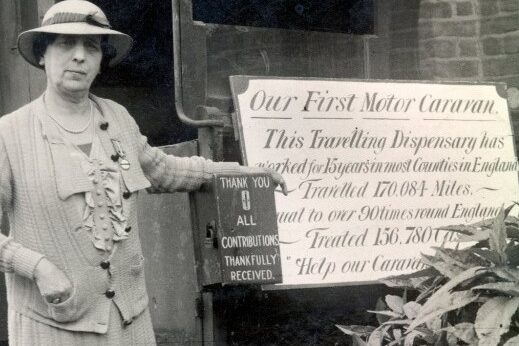 Our First Motor Caravan.
This Travelling Dispensary has
worked for 15 years in most Counties in England
Travelled 170,084 Miles.
equal to over 90 times round England
Treated 156,780
"Help our Carav
THANK YOU
ALL
CONTRIBUTIONS
THANKFULLY
RECEIVED.